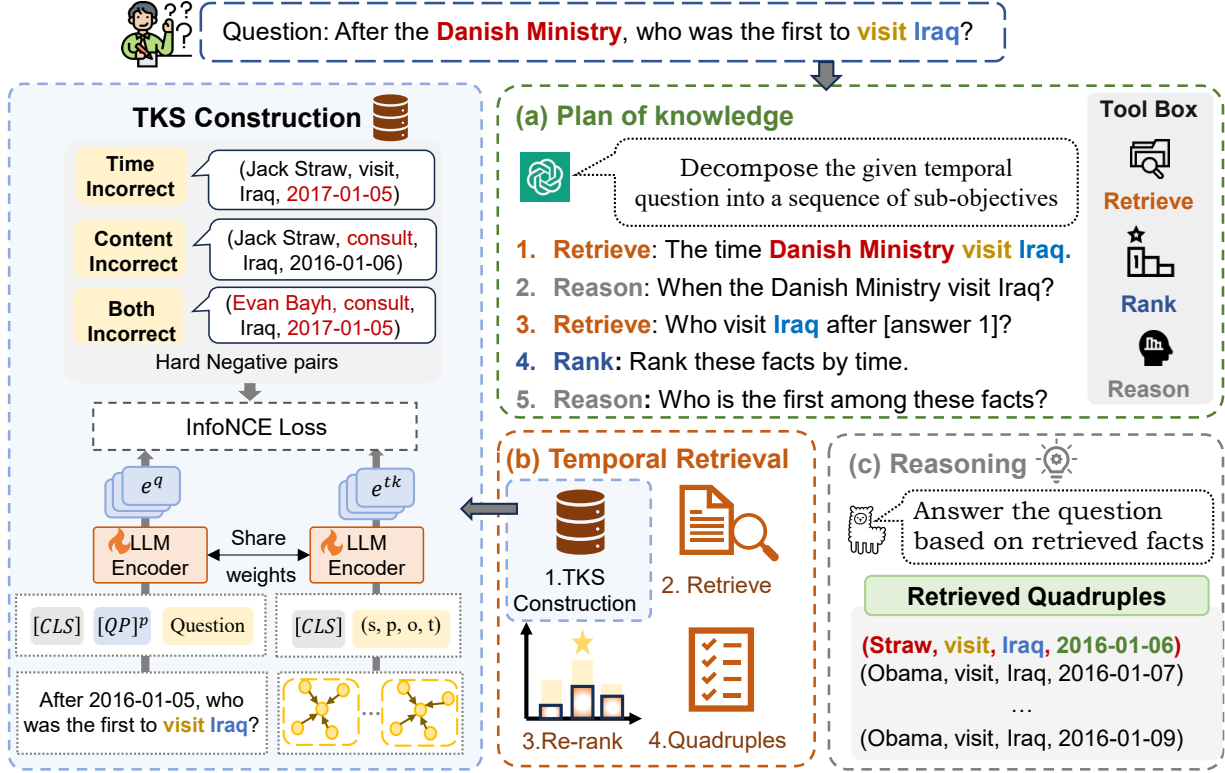 ? ? ?
?
Question: After the Danish Ministry, who was the first to visit Iraq?
TKS Construction
Time
Incorrect
(Jack Straw, visit,
Iraq, 2017-01-05)
Content
Incorrect
(Jack Straw, consult,
Iraq, 2016-01-06)
Both
Incorrect
(Evan Bayh, consult,
Iraq, 2017-01-05)
Hard Negative pairs
InfoNCE Loss
e^q
e^tk
LLM
Encoder
Share
weights
LLM
Encoder
[CLS] [QP]^p Question
[CLS] (s, p, o, t)
After 2016-01-05, who
was the first to visit Iraq?
...
(a) Plan of knowledge
Decompose the given temporal
question into a sequence of sub-objectives
1. Retrieve: The time Danish Ministry visit Iraq.
2. Reason: When the Danish Ministry visit Iraq?
3. Retrieve: Who visit Iraq after [answer 1]?
4. Rank: Rank these facts by time.
5. Reason: Who is the first among these facts?
Tool Box
Retrieve
1
Rank
Reason
(b) Temporal Retrieval
1.TKS
Construction
2. Retrieve
3.Re-rank
4.Quadruples
(c) Reasoning
Answer the question
based on retrieved facts
Retrieved Quadruples
(Straw, visit, Iraq, 2016-01-06)
(Obama, visit, Iraq, 2016-01-07)
...
(Obama, visit, Iraq, 2016-01-09)